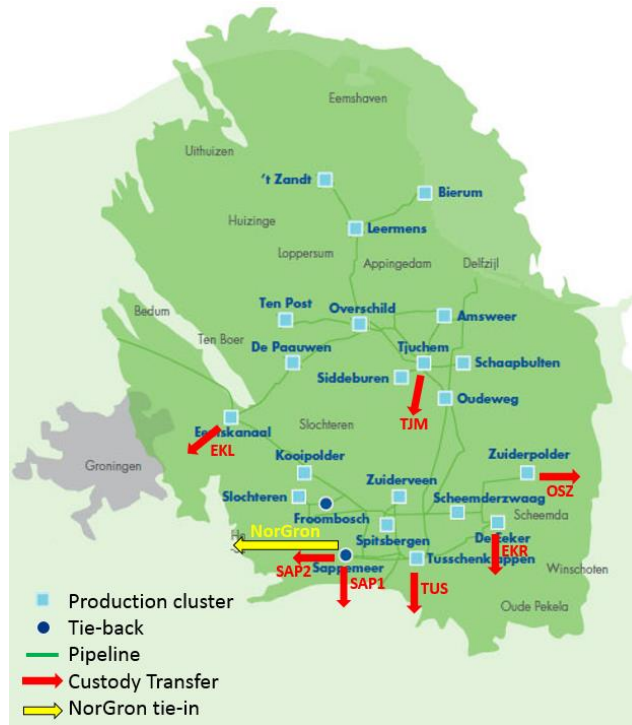 Eemshaven
Uithuizen
't Zandt
Bierum
Huizinge
Leermens
Loppersum
Appingedam
Delfzijl
Bedum
Ten Post
Overschild
Amsweer
Ten Boer
De Paauwen
Tjuchem
Schaapbulten
Siddeburen
TJM
Oudeweg
Slochteren
EKL
Groningen
Kooipolder
Zuiderpolder
OSZ
Slochteren
Zuiderveen
Scheemderzwaag
Scheemda
Froombosch
NorGron
Spitsbergen
De Eeker
EKR
Sappemeer
Tusschenklappen
SAP2
SAP1
TUS
Winschoten
Oude Pekela
Production cluster
Tie-back
Pipeline
Custody Transfer
NorGron tie-in